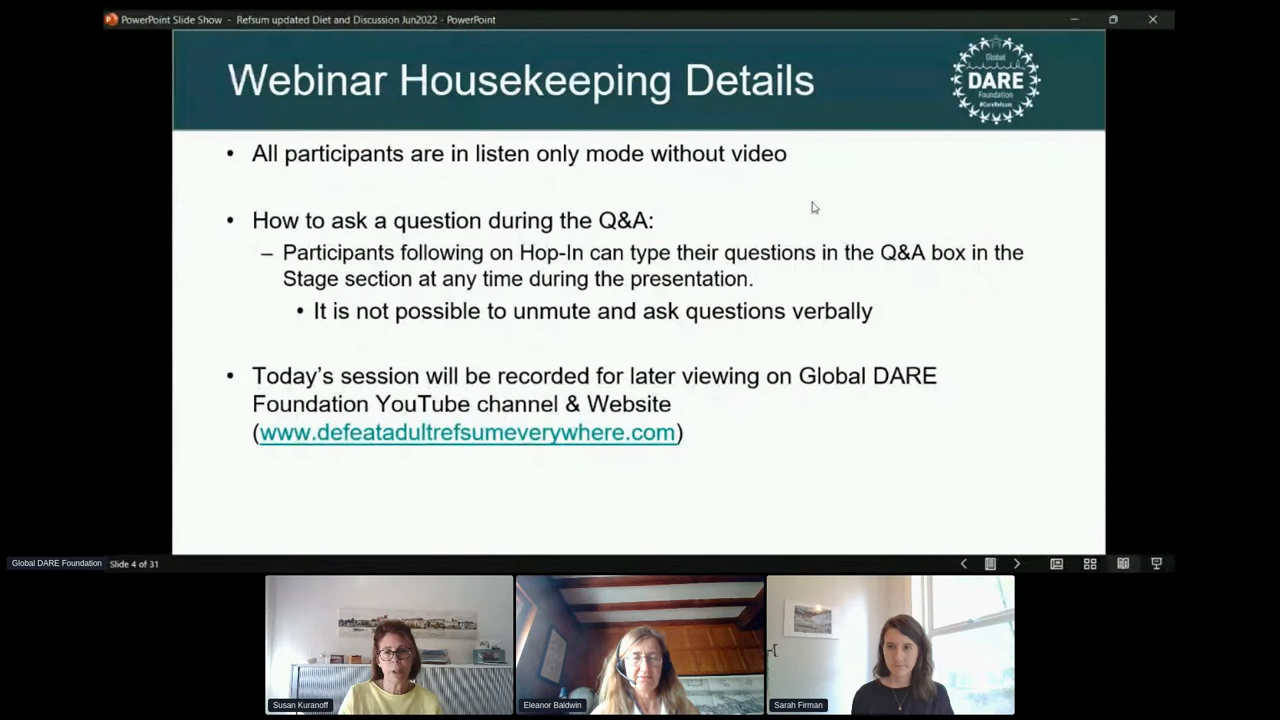 PowerPoint Slide Show - Refsum updated Diet and Discussion Jun2022 - PowerPoint
Webinar Housekeeping Details
Global
DARE
Foundation
#CureRefsum
• All participants are in listen only mode without video
• How to ask a question during the Q&A:
– Participants following on Hop-In can type their questions in the Q&A box in the
Stage section at any time during the presentation.
• It is not possible to unmute and ask questions verbally
• Today's session will be recorded for later viewing on Global DARE
Foundation YouTube channel & Website
(www.defeatadultrefsumeverywhere.com)
Global DARE Foundation
Slide 4 of 31
Susan Kuranoff
Eleanor Baldwin
Sarah Firman